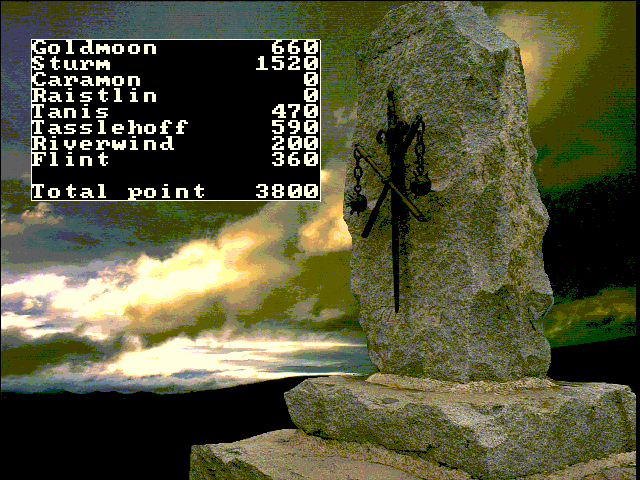 Goldmoon 660
Sturm 1520
Caramon 0
Raistlin 0
Tanis 470
Tasslehoff 590
Riverwind 200
Flint 360
Total point 3800